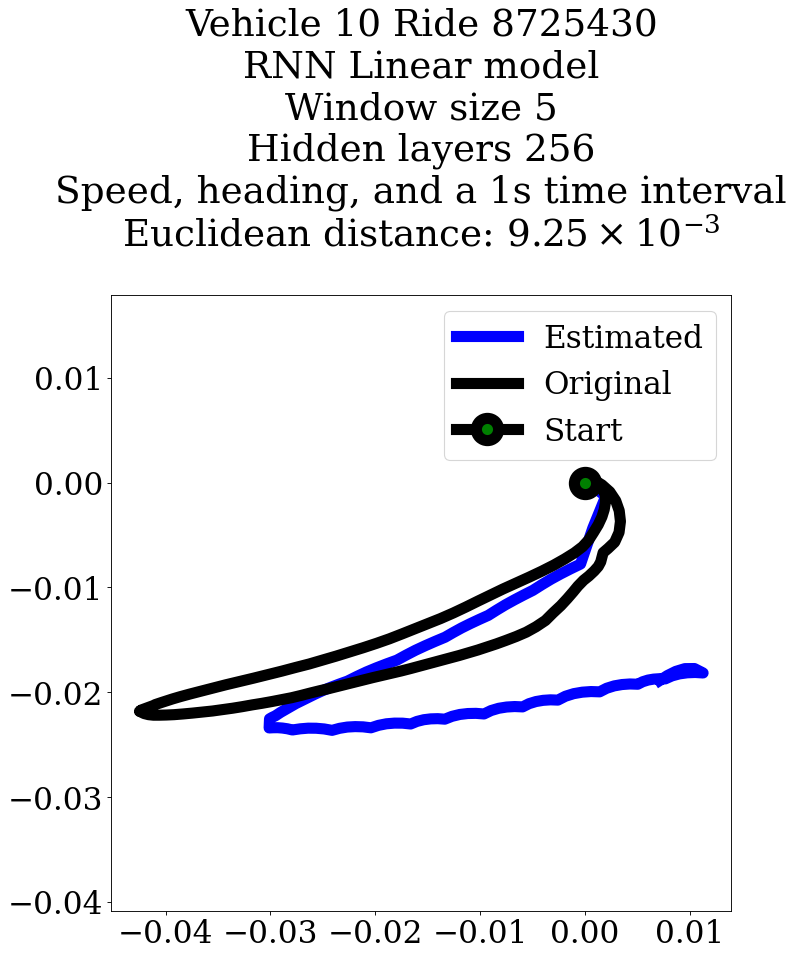 Vehicle 10 Ride 8725430
RNN Linear model
Window size 5
Hidden layers 256
Speed, heading, and a 1s time interval
Euclidean distance: 9.25 × 10⁻³
Estimated
Original
Start
0.01
0.00
−0.01
−0.02
−0.03
−0.04
−0.04 −0.03 −0.02 −0.01 0.00 0.01